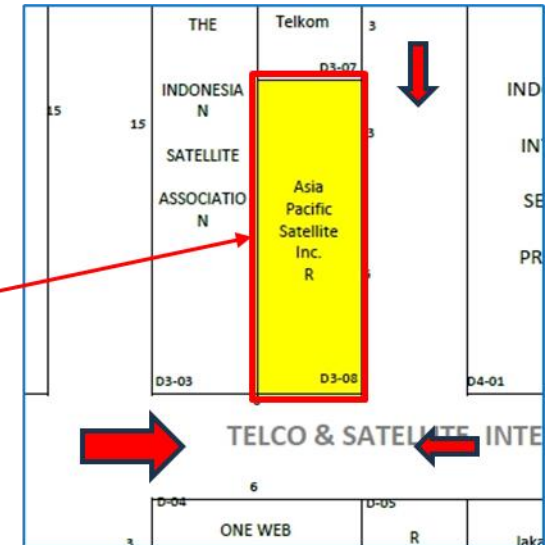 THE
Telkom
3
D3-07
INDONESIA
N
SATELLITE
ASSOCIATIO
N
15
15
3
Asia
Pacific
Satellite
Inc.
R
IND
IN
SE
PR
D3-03
D3-08
D4-01
TELCO & SATELLITE INTE
6
D-04
D-05
ONE WEB
R
3
Jaka